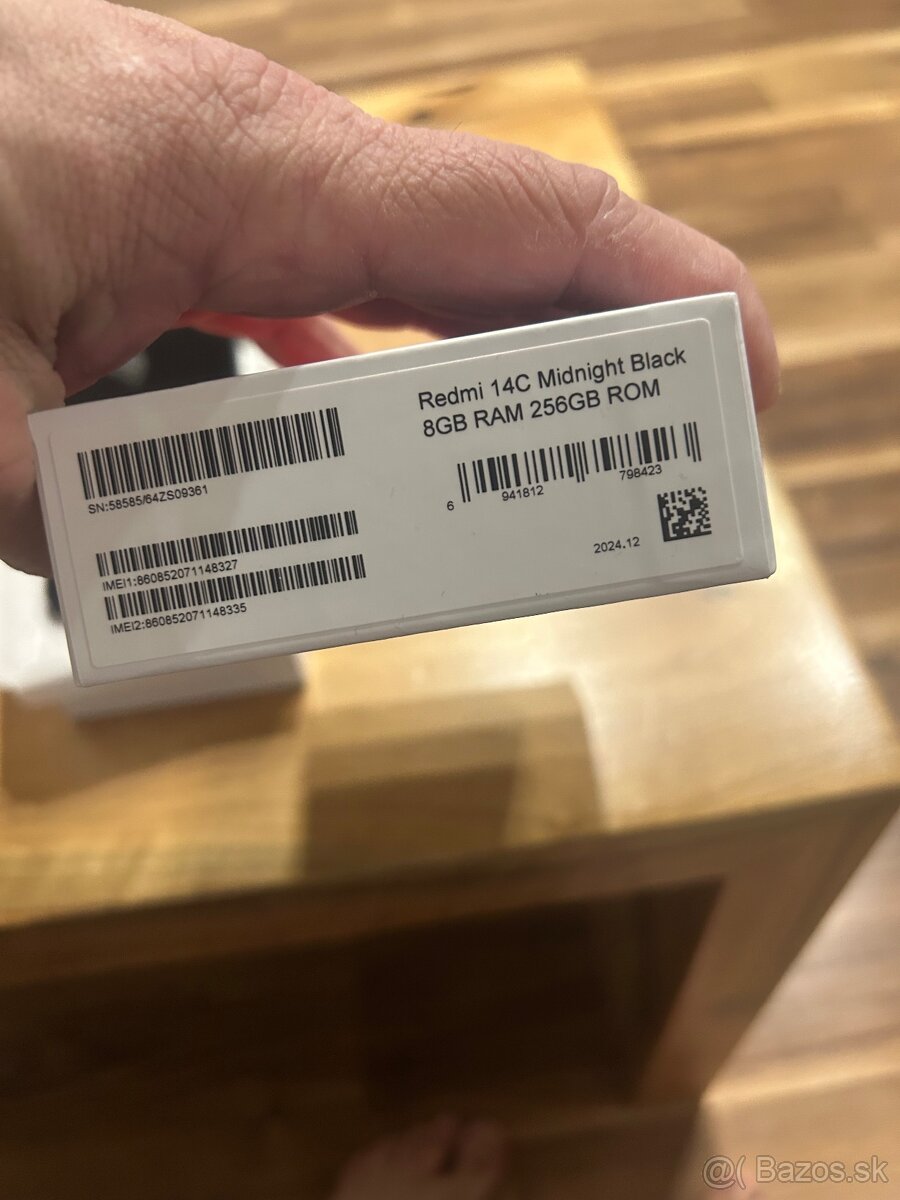 Redmi 14C Midnight Black
8GB RAM 256GB ROM
SN:58585/64ZS09361
6 941812 798423
IMEI1:860852071148327
IMEI2:860852071148335
2024.12
@( Bazos.sk